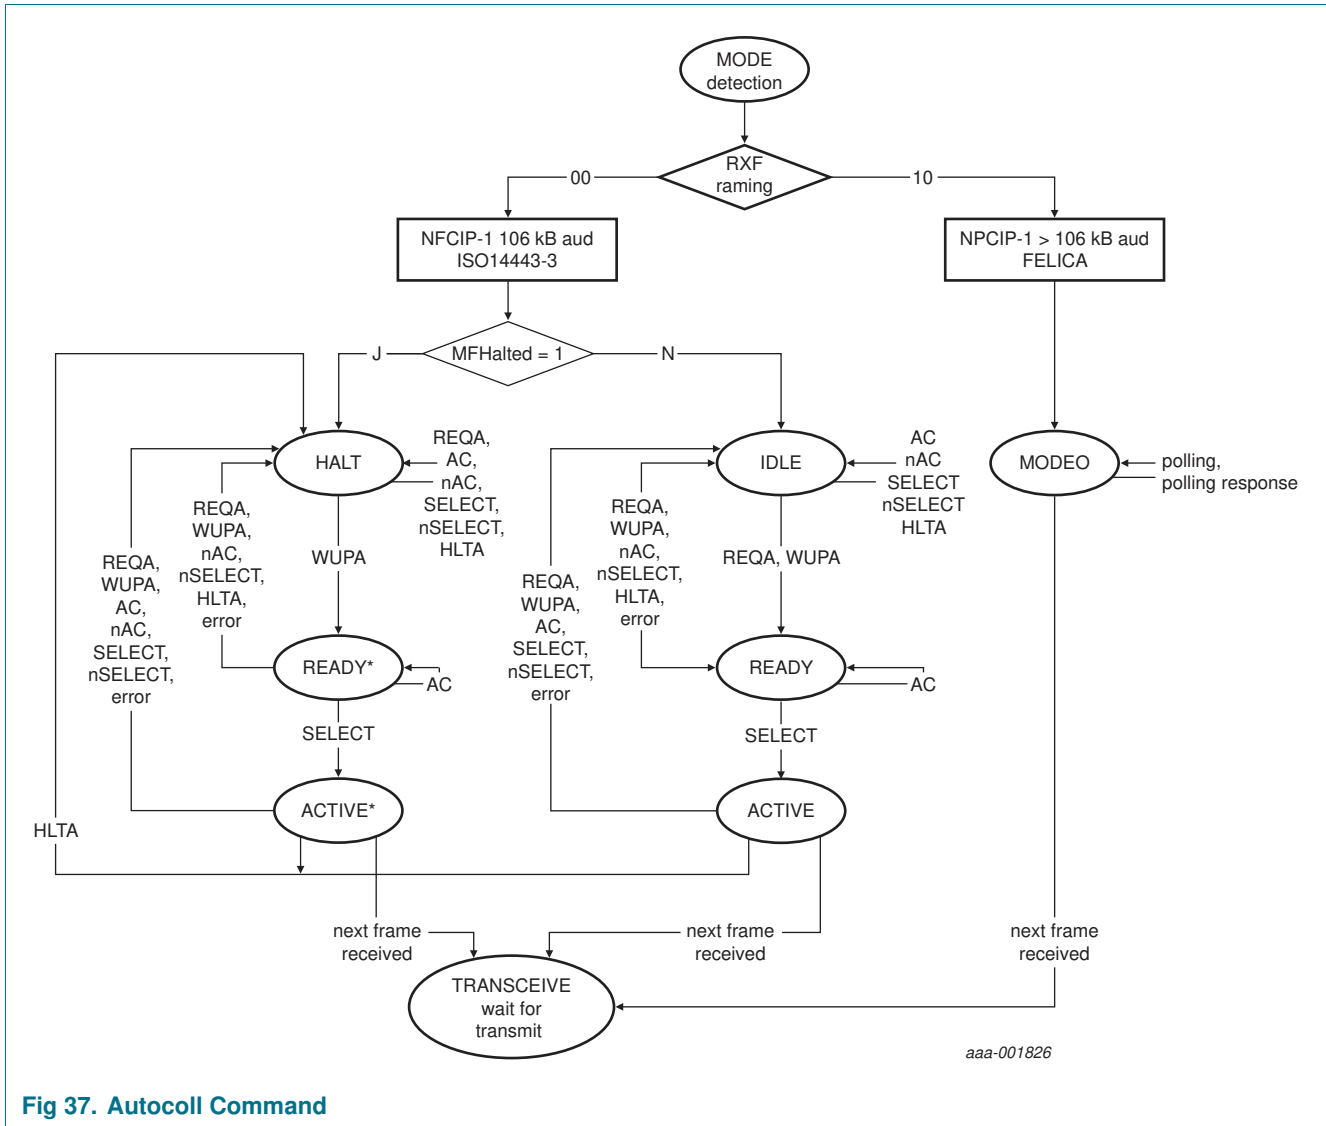 MODE
detection
RXF
raming
00
10
NFCIP-1 106 kB aud
ISO14443-3
NPCIP-1 > 106 kB aud
FELICA
J
MFHalted = 1
N
HALT
REQA,
AC,
nAC,
SELECT,
nSELECT,
HLTA
IDLE
AC
nAC
SELECT
nSELECT
HLTA
MODEO
polling,
polling response
REQA,
WUPA,
AC,
nAC,
SELECT,
nSELECT,
error
REQA,
WUPA,
nAC,
nSELECT,
HLTA,
error
WUPA
REQA,
WUPA,
AC,
SELECT,
nSELECT,
error
REQA,
WUPA,
nAC,
nSELECT,
HLTA,
error
REQA, WUPA
READY*
AC
READY
AC
SELECT
SELECT
ACTIVE*
ACTIVE
HLTA
next frame
received
next frame
received
next frame
received
TRANSCEIVE
wait for
transmit
aaa-001826
Fig 37. Autocoll Command